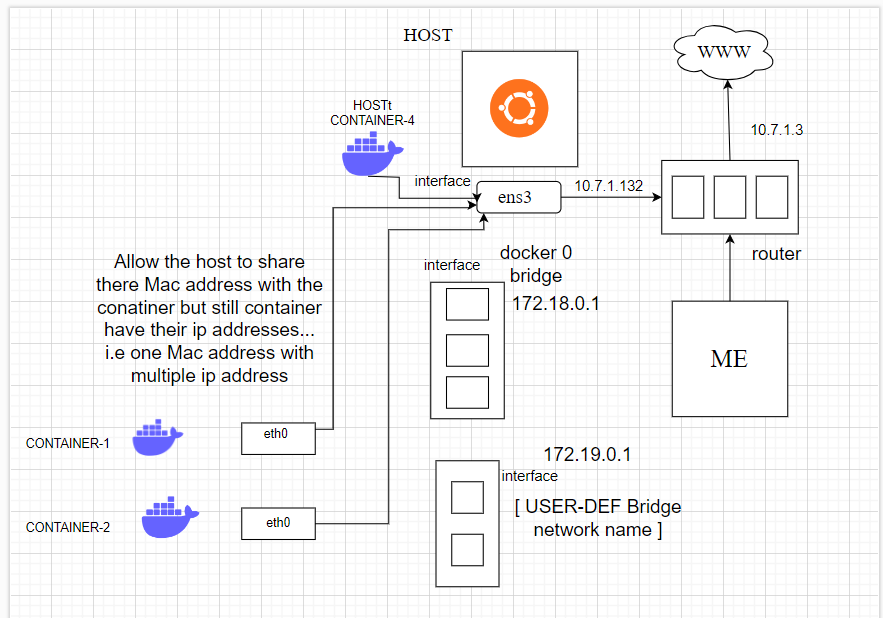 HOST
WWW
HOSTt
CONTAINER-4
10.7.1.3
interface
ens3
10.7.1.132
router
docker 0
bridge
interface
172.18.0.1
Allow the host to share
there Mac address with the
conatiner but still container
have their ip addresses...
i.e one Mac address with
multiple ip address
ME
CONTAINER-1
eth0
172.19.0.1
interface
[ USER-DEF Bridge
network name ]
CONTAINER-2
eth0